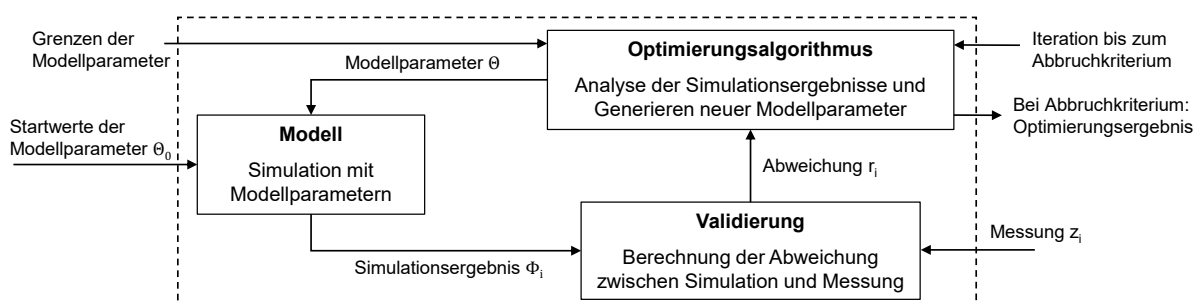 Grenzen der
Modellparameter
Optimierungsalgorithmus
Analyse der Simulationsergebnisse und
Generieren neuer Modellparameter
Iteration bis zum
Abbruchkriterium
Bei Abbruchkriterium:
Optimierungsergebnis
Modellparameter Θ
Startwerte der
Modellparameter Θ₀
Modell
Simulation mit
Modellparametern
Abweichung rᵢ
Validierung
Berechnung der Abweichung
zwischen Simulation und Messung
Messung zᵢ
Simulationsergebnis Φᵢ